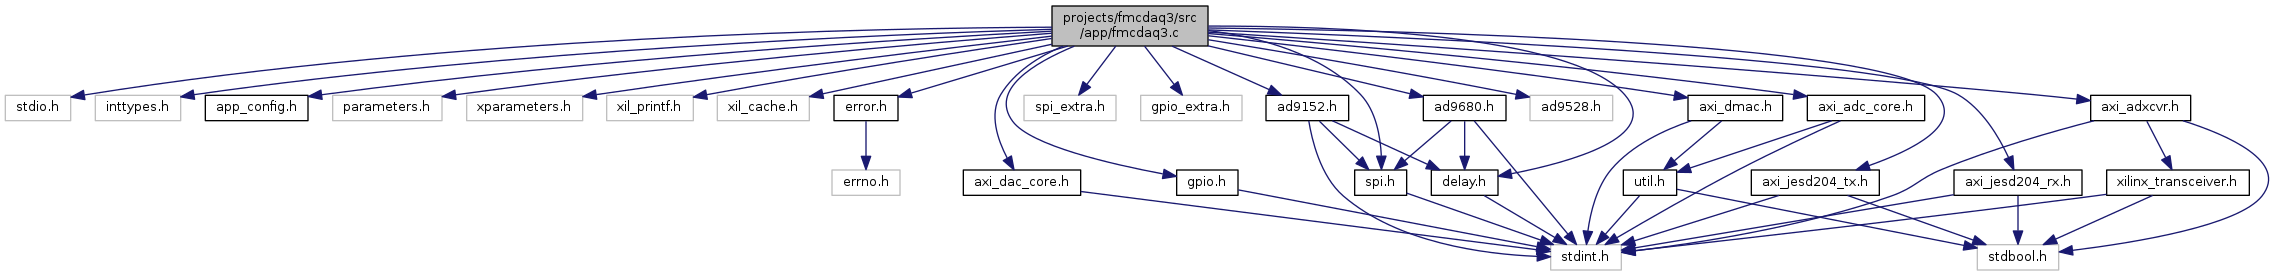 projects/fmcdaq3/src
/app/fmcdaq3.c
stdio.h
inttypes.h
app_config.h
parameters.h
xparameters.h
xil_printf.h
xil_cache.h
error.h
spi_extra.h
gpio_extra.h
ad9152.h
ad9680.h
ad9528.h
axi_dmac.h
axi_adc_core.h
axi_adxcvr.h
errno.h
axi_dac_core.h
gpio.h
spi.h
delay.h
util.h
axi_jesd204_tx.h
axi_jesd204_rx.h
xilinx_transceiver.h
stdint.h
stdbool.h